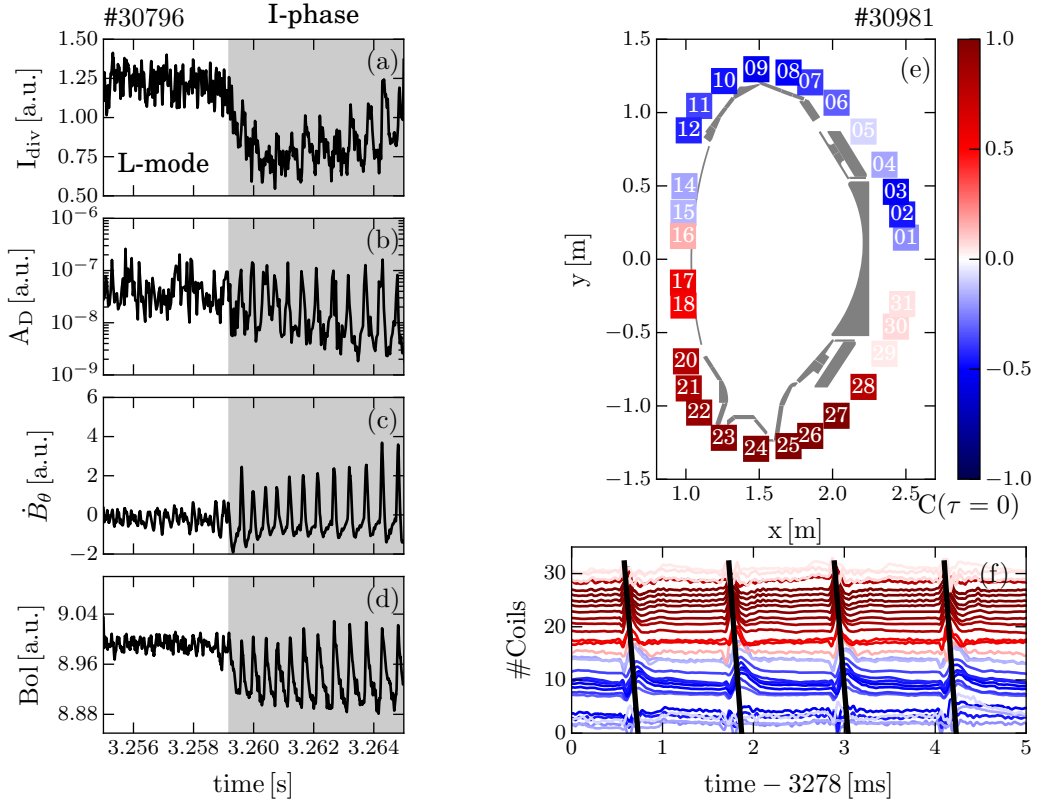 #30796 I-phase
1.50
1.25
1.00
0.75
0.50
I_div [a.u.]
(a)
L-mode
10^−6
10^−7
10^−8
10^−9
A_D [a.u.]
(b)
6
4
2
0
−2
Ḃ_θ [a.u.]
(c)
9.04
8.96
8.88
Bol [a.u.]
(d)
3.256 3.258 3.260 3.262 3.264
time [s]
#30981
(e)
1.5
1.0
0.5
0.0
−0.5
−1.0
−1.5
y [m]
09
10 08
07
11 06
12 05
04
14 03
15 02
16 01
17
18 31
30
20 29
21 28
22 27
23 26
24 25
1.0 1.5 2.0 2.5
x [m]
1.0
0.5
0.0
−0.5
−1.0
C(τ = 0)
(f)
30
20
10
0
#Coils
0 1 2 3 4 5
time − 3278 [ms]